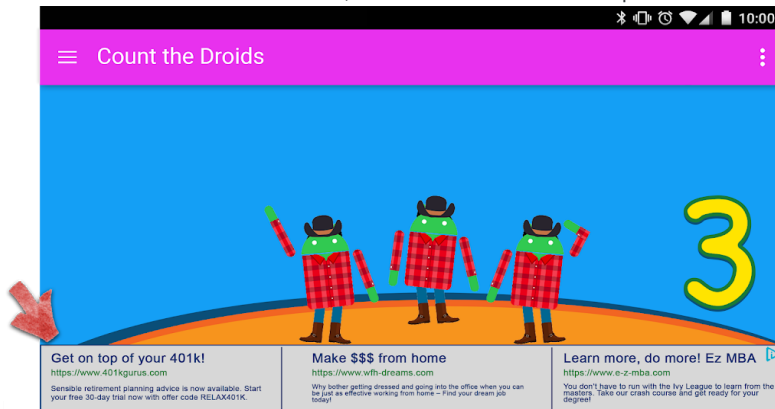 10:00
Count the Droids
3
Get on top of your 401k!
https://www.401kgurus.com
Sensible retirement planning advice is now available. Start
your free 30-day trial now with offer code RELAX401K.
Make $$$ from home
https://www.wfh-dreams.com
Why bother getting dressed and going into the office when you can
be just as effective working from home – Find your dream job
today!
Learn more, do more! Ez MBA
https://www.e-z-mba.com
You don't have to run with the Ivy League to learn from the
masters. Take our crash course and get ready for your
degree!